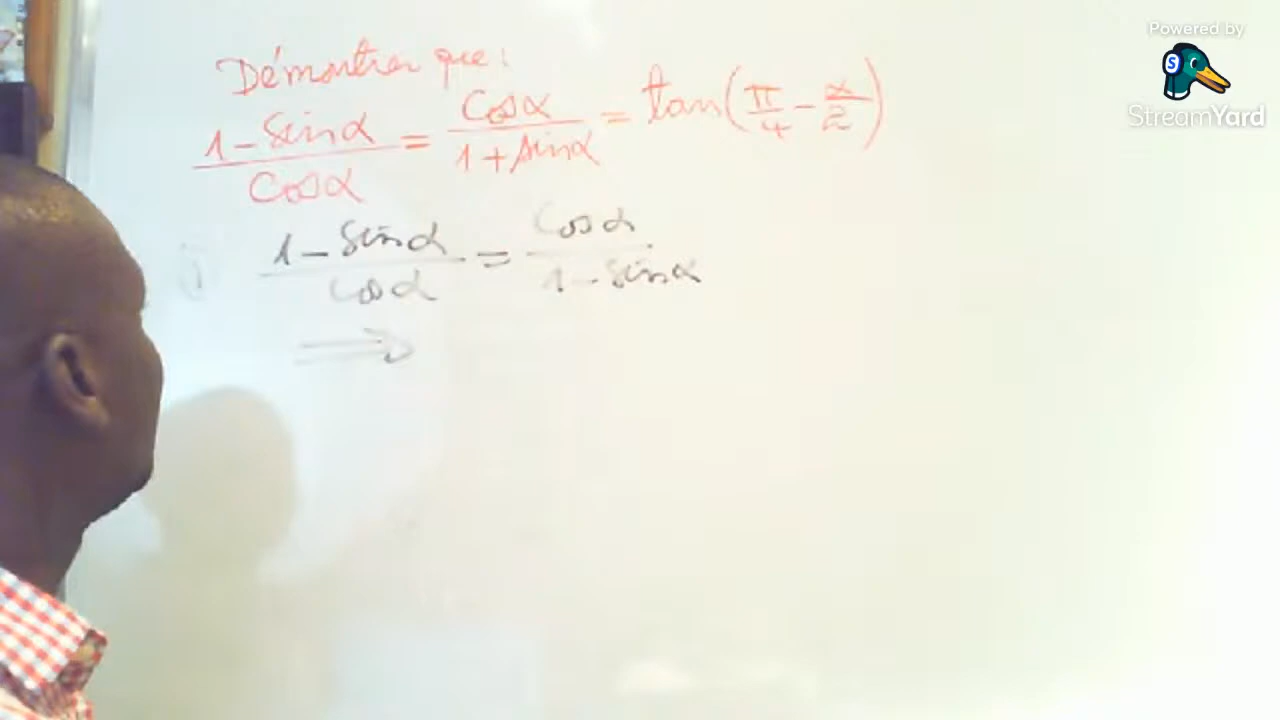 Démontrer que:
1 - Sinα / Cosα = Cosα / 1 + sinα = tan(π/4 - α/2)
1 - Sinα / Cosα = Cosα / 1 - Sinα
⟹
Powered by
StreamYard